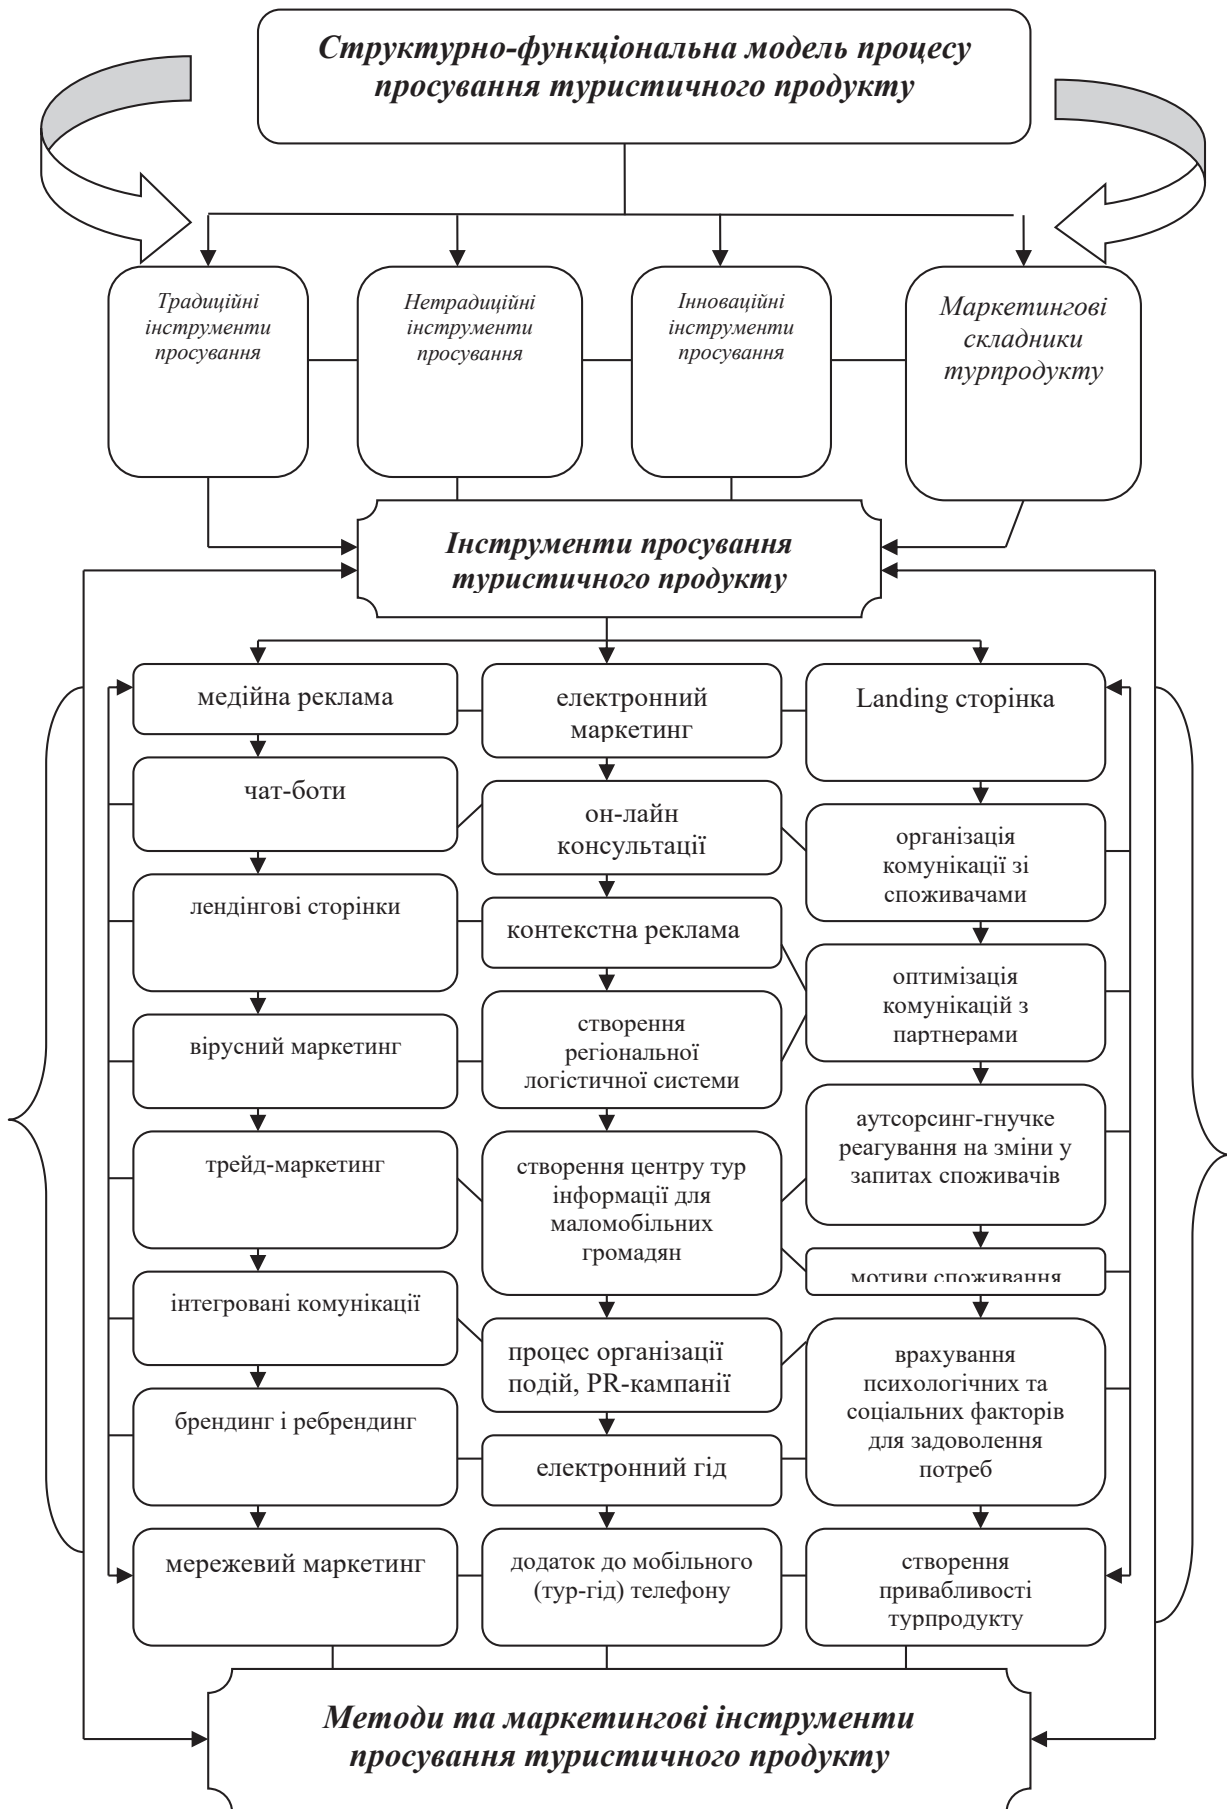 Структурно-функціональна модель процесу
просування туристичного продукту
Традиційні
інструменти
просування
Нетрадиційні
інструменти
просування
Інноваційні
інструменти
просування
Маркетингові
складники
турпродукту
Інструменти просування
туристичного продукту
медійна реклама
чат-боти
лендінгові сторінки
вірусний маркетинг
трейд-маркетинг
інтегровані комунікації
брендинг і ребрендинг
мережевий маркетинг
електронний
маркетинг
он-лайн
консультації
контекстна реклама
створення
регіональної
логістичної системи
створення центру тур
інформації для
маломобільних
громадян
процес організації
подій, PR-кампанії
електронний гід
додаток до мобільного
(тур-гід) телефону
Landing сторінка
організація
комунікації зі
споживачами
оптимізація
комунікацій з
партнерами
аутсорсинг-гнучке
реагування на зміни у
запитах споживачів
мотиви споживання
врахування
психологічних та
соціальних факторів
для задоволення
потреб
створення
привабливості
турпродукту
Методи та маркетингові інструменти
просування туристичного продукту